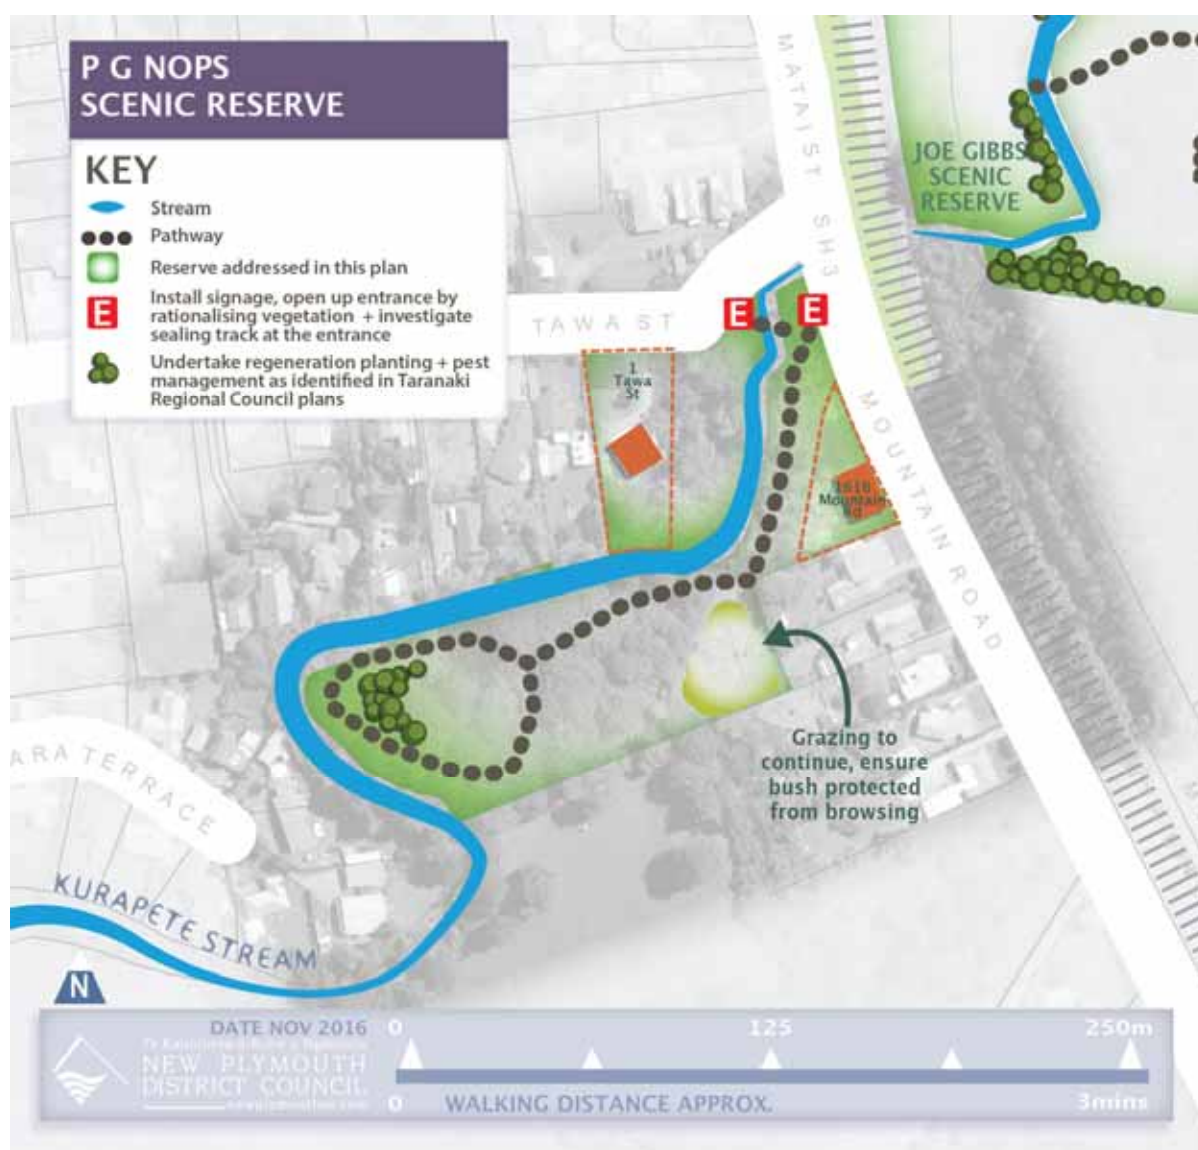 P G NOPS
SCENIC RESERVE
KEY
Stream
Pathway
Reserve addressed in this plan
E
Install signage, open up entrance by
rationalising vegetation + investigate
sealing track at the entrance
Undertake regeneration planting + pest
management as identified in Taranaki
Regional Council plans
MATAI ST SH3
JOE GIBBS
SCENIC
RESERVE
TAWA ST
E
E
1
Tawa
St
MOUNTAIN ROAD
1618
Mountain
Rd
Grazing to
continue, ensure
bush protected
from browsing
ARA TERRACE
KURAPETE STREAM
N
DATE NOV 2016
NEW PLYMOUTH
DISTRICT COUNCIL
0
125
250m
0
WALKING DISTANCE APPROX.
3mins